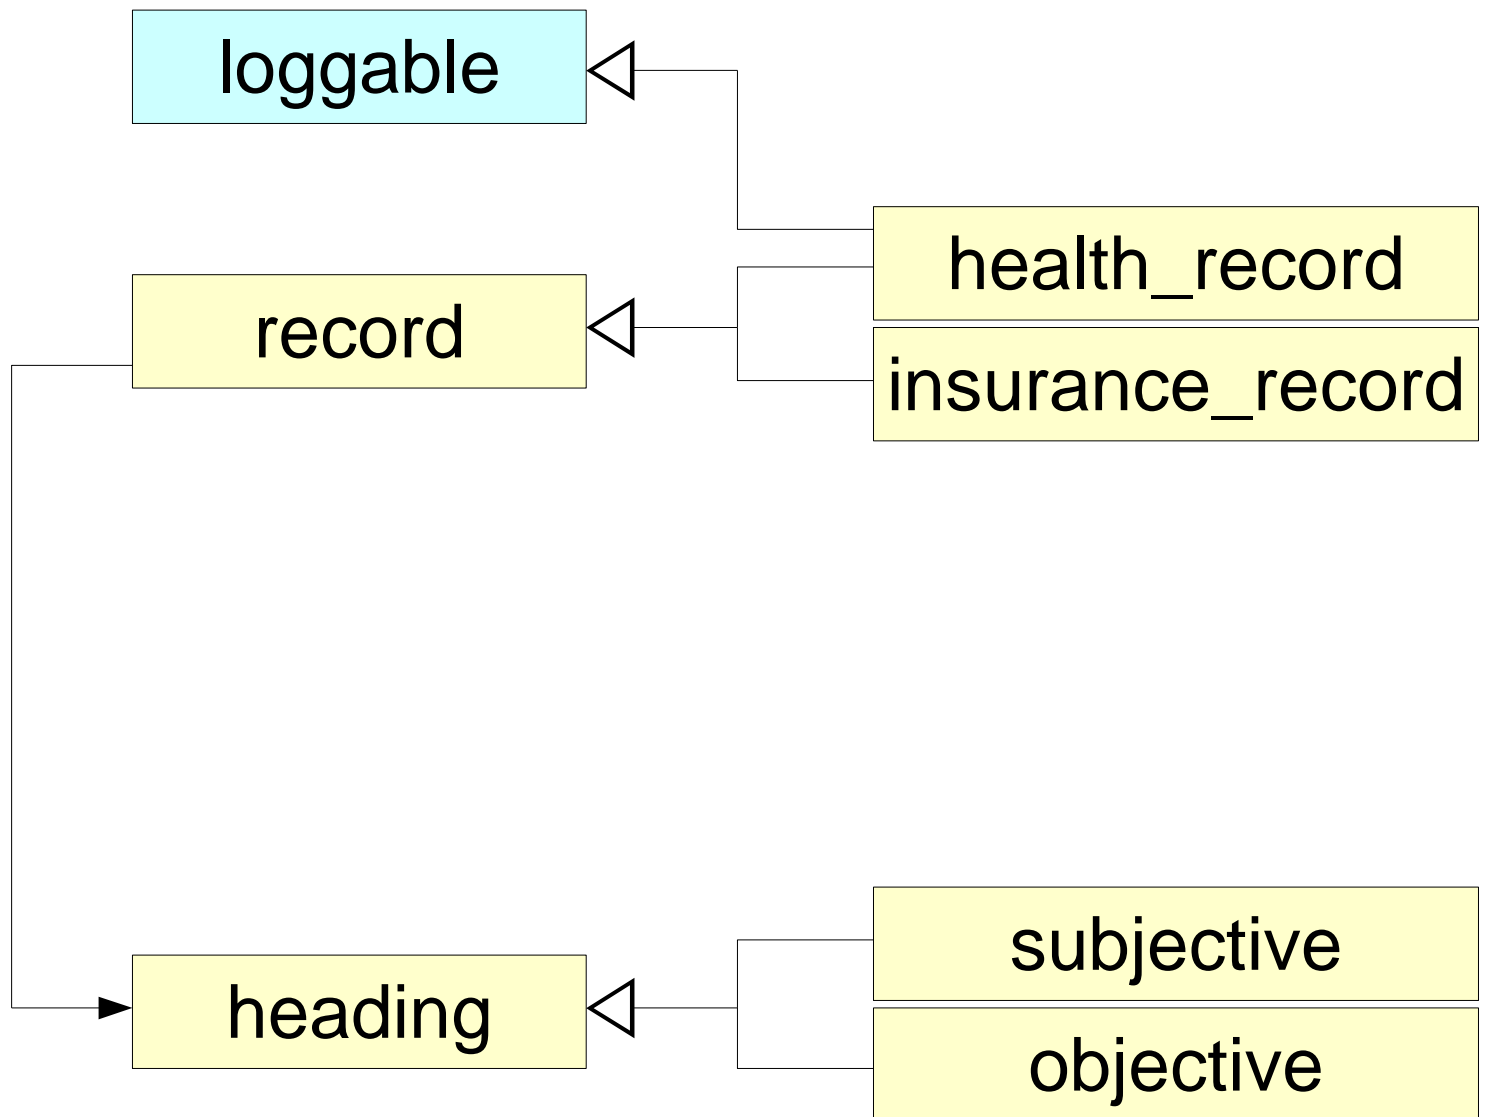 loggable
health_record
record
insurance_record
subjective
heading
objective